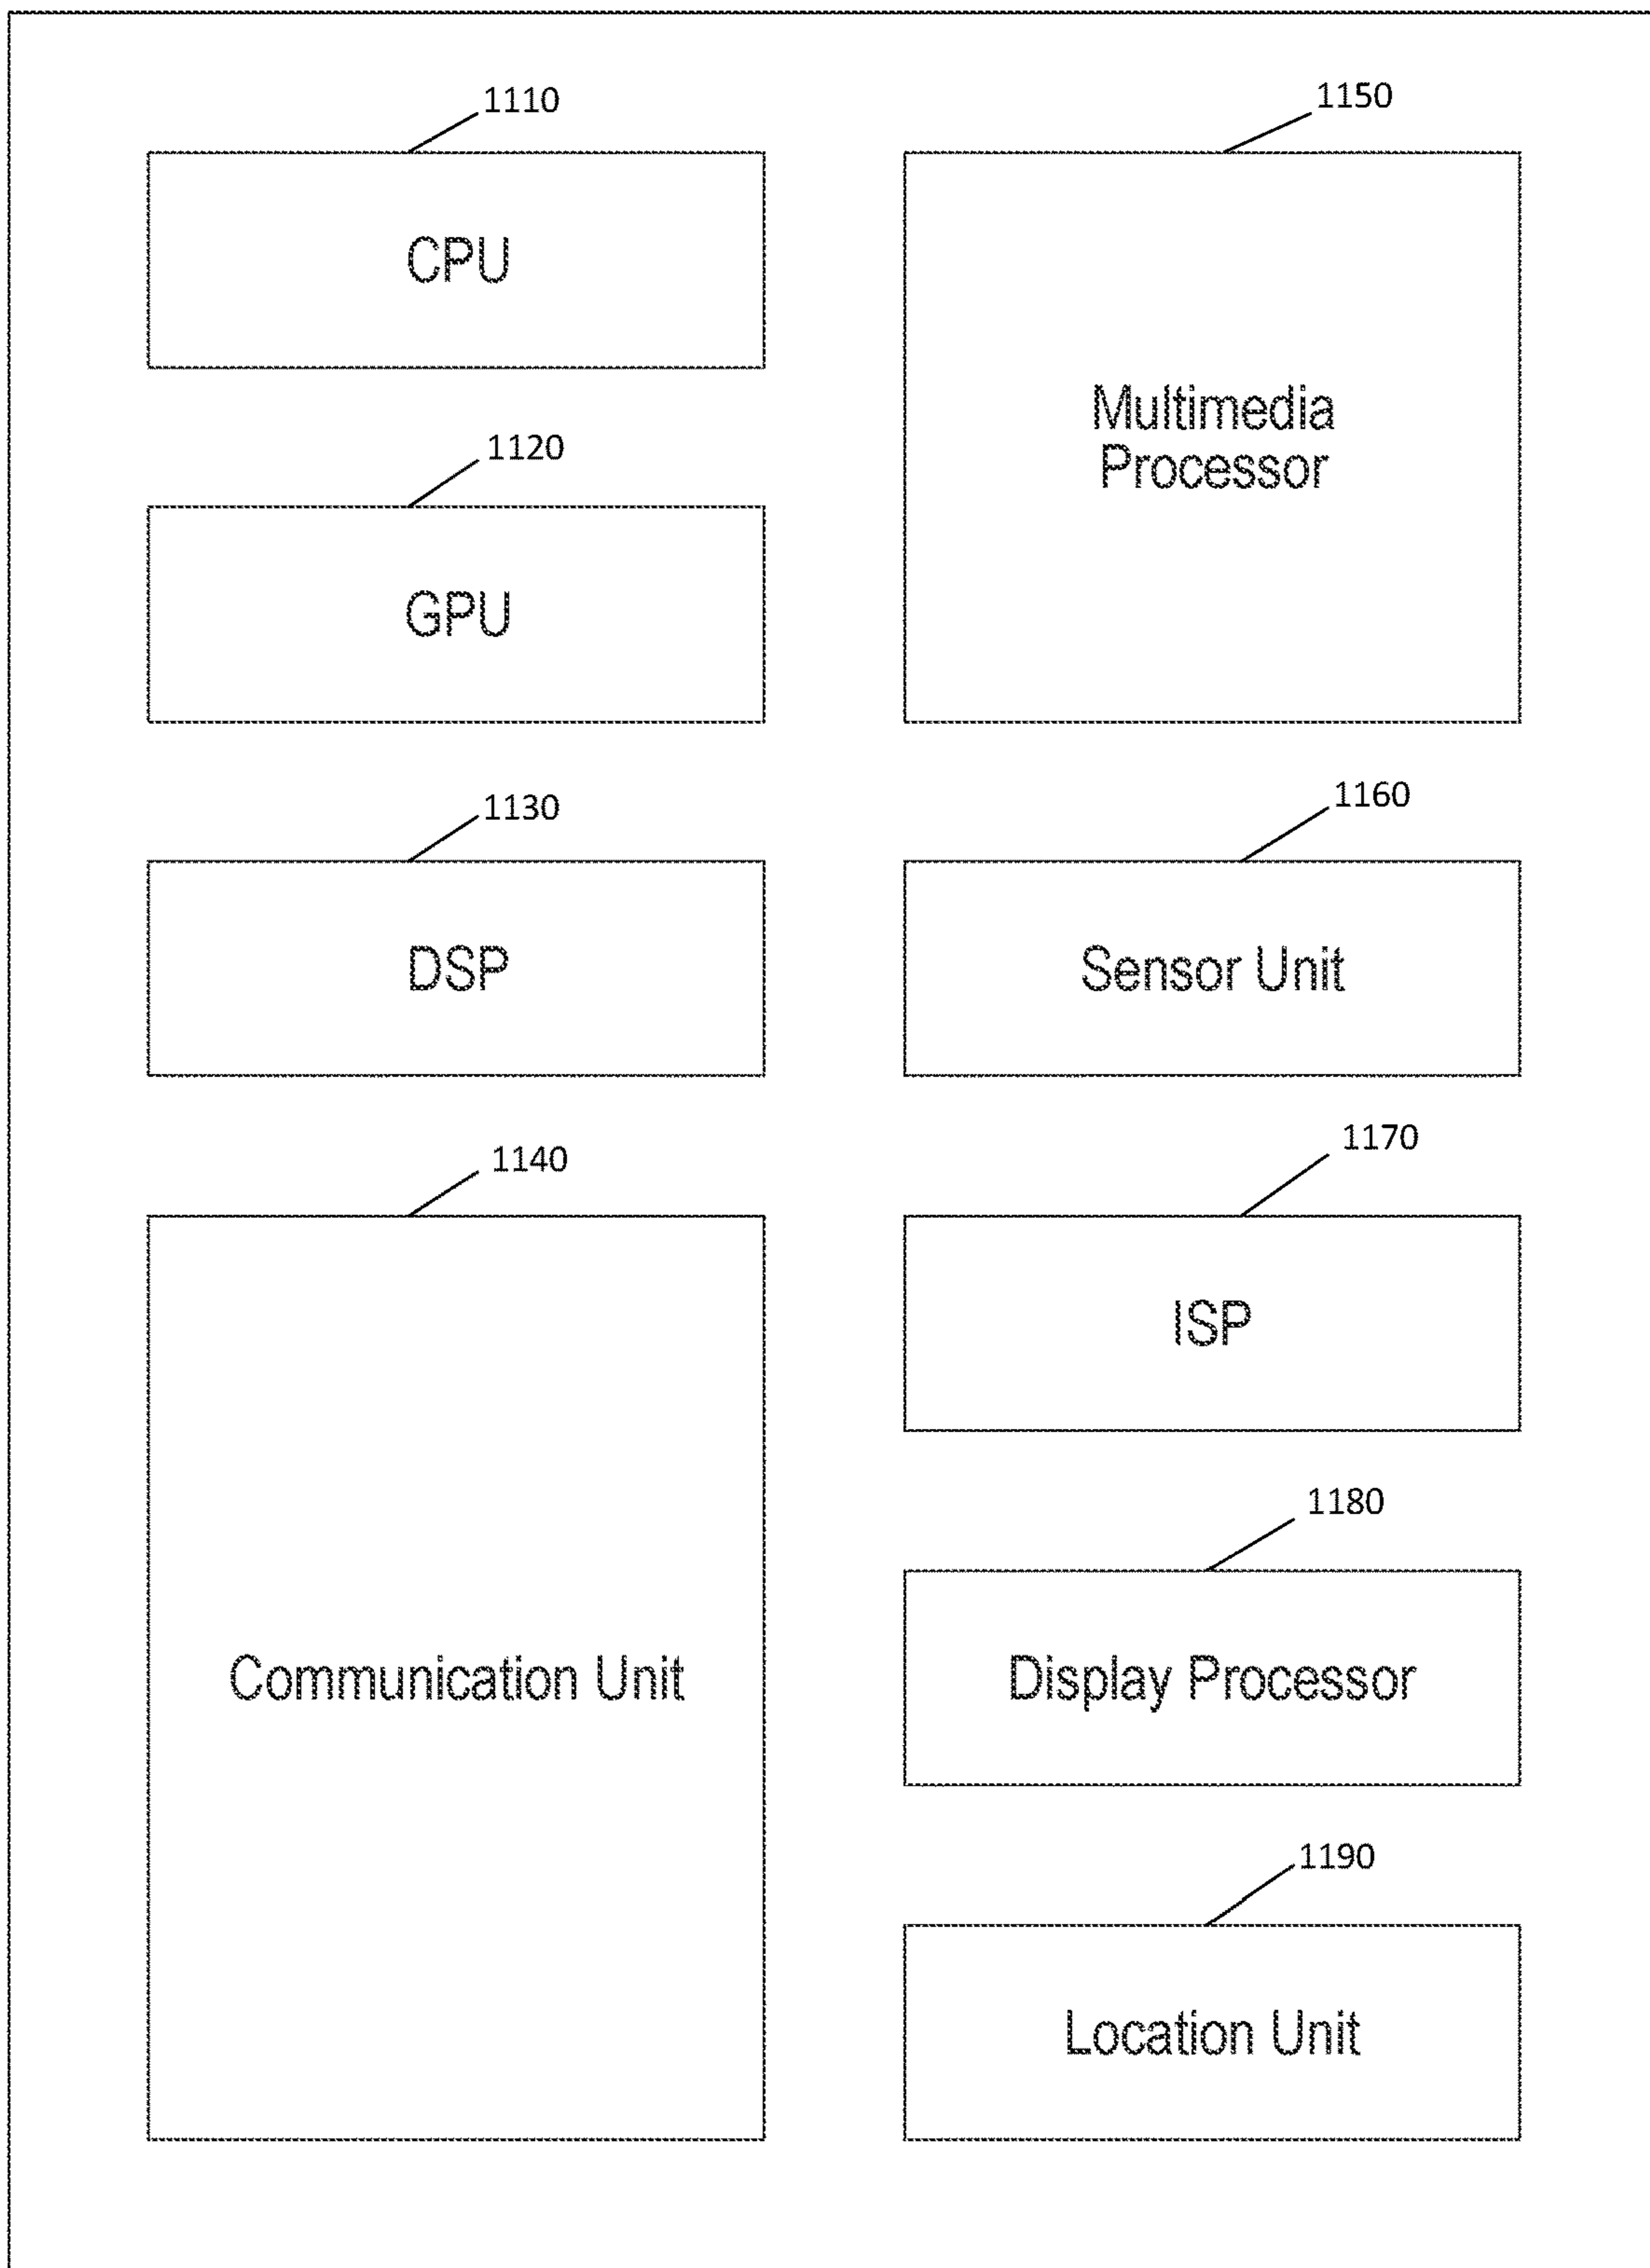 1110
CPU
1120
GPU
1130
DSP
1140
Communication Unit
1150
Multimedia
Processor
1160
Sensor Unit
1170
ISP
1180
Display Processor
1190
Location Unit